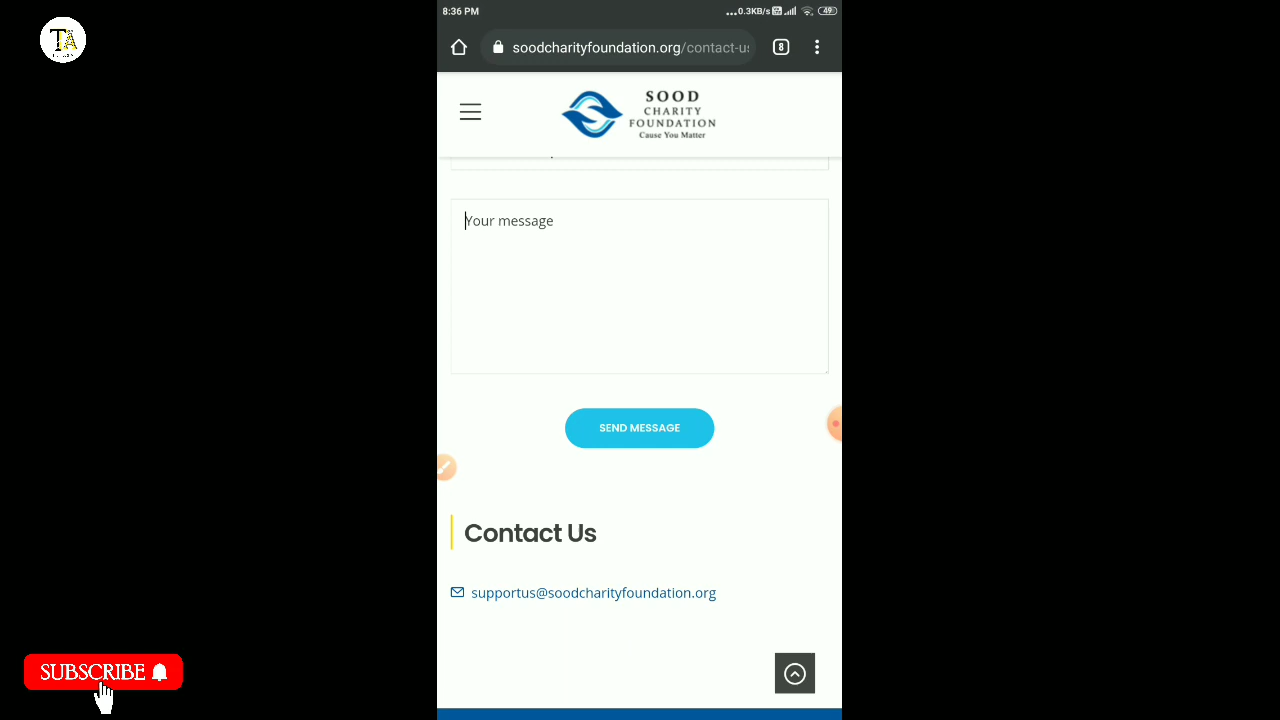 8:36 PM
...0.3KB/s
49
TA
soodcharityfoundation.org/contact-us
8
SOOD
CHARITY
FOUNDATION
Cause You Matter
Your message
SEND MESSAGE
Contact Us
supportus@soodcharityfoundation.org
SUBSCRIBE